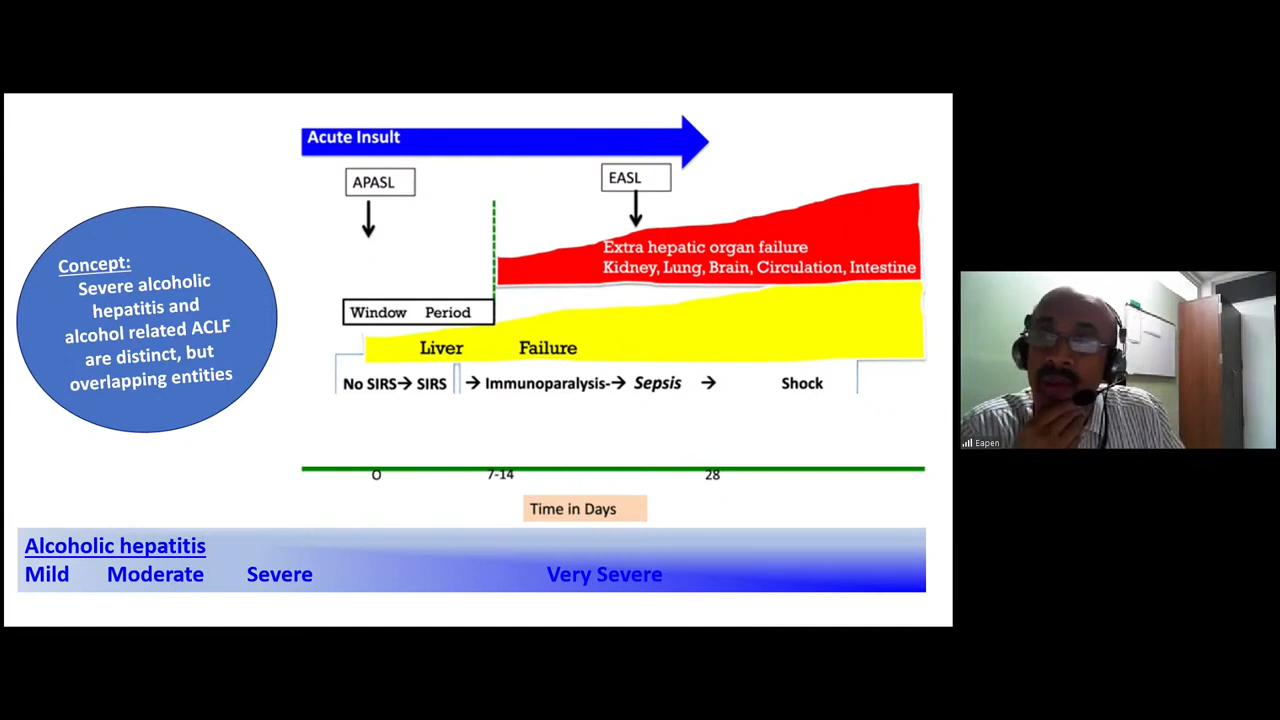 Acute Insult
APASL
EASL
Concept:
Severe alcoholic
hepatitis and
alcohol related ACLF
are distinct, but
overlapping entities
Extra hepatic organ failure
Kidney, Lung, Brain, Circulation, Intestine
Window Period
Liver Failure
No SIRS→ SIRS → Immunoparalysis-→ Sepsis → Shock
0 7-14 28
Time in Days
Alcoholic hepatitis
Mild Moderate Severe Very Severe
Eapen